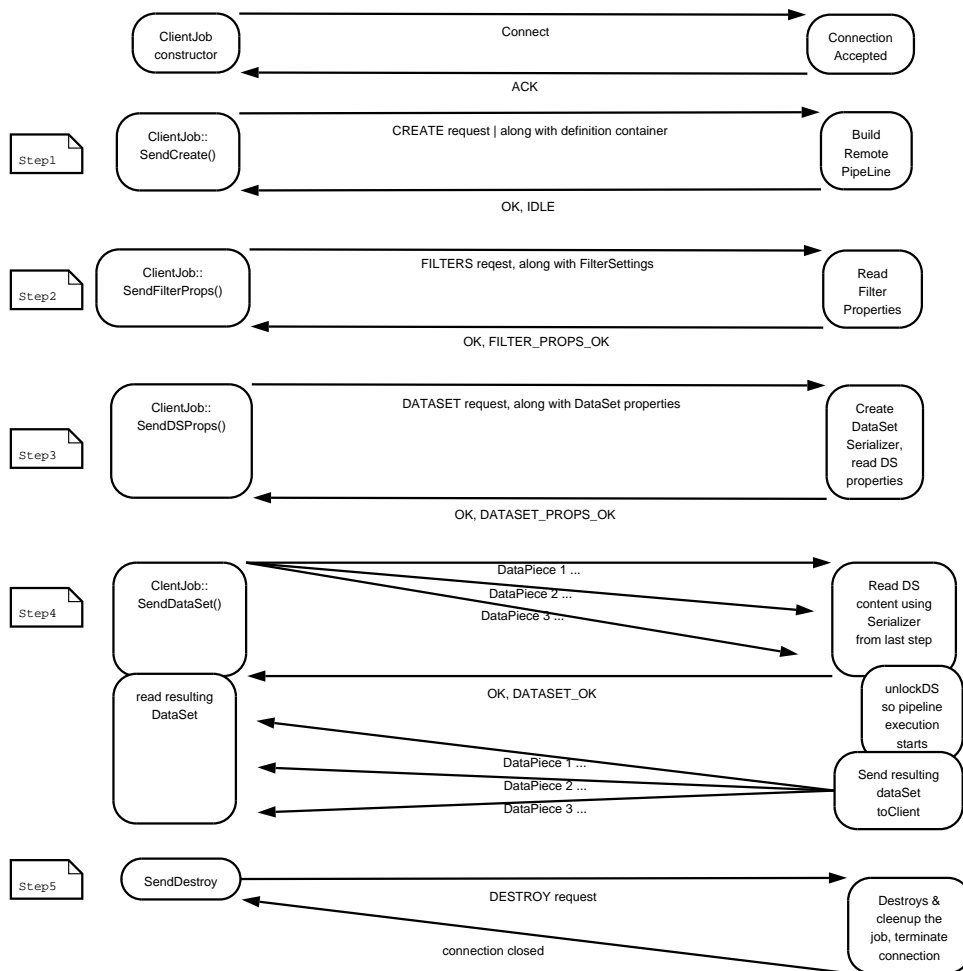 ClientJob
constructor
Connect
Connection
Accepted
ACK
Step1
ClientJob::
SendCreate()
CREATE request | along with definition container
Build
Remote
PipeLine
OK, IDLE
Step2
ClientJob::
SendFilterProps()
FILTERS reqest, along with FilterSettings
Read
Filter
Properties
OK, FILTER_PROPS_OK
Step3
ClientJob::
SendDSProps()
DATASET request, along with DataSet properties
Create
DataSet
Serializer,
read DS
properties
OK, DATASET_PROPS_OK
Step4
ClentJob::
SendDataSet()
DataPiece 1 ...
DataPiece 2 ...
DataPiece 3 ...
Read DS
content using
Serializer
from last step
OK, DATASET_OK
read resulting
DataSet
unlockDS
so pipeline
execution
starts
DataPiece 1 ...
DataPiece 2 ...
DataPiece 3 ...
Send resulting
dataSet
toClient
Step5
SendDestroy
DESTROY request
Destroys &
cleenup the
job, terminate
connection
connection closed